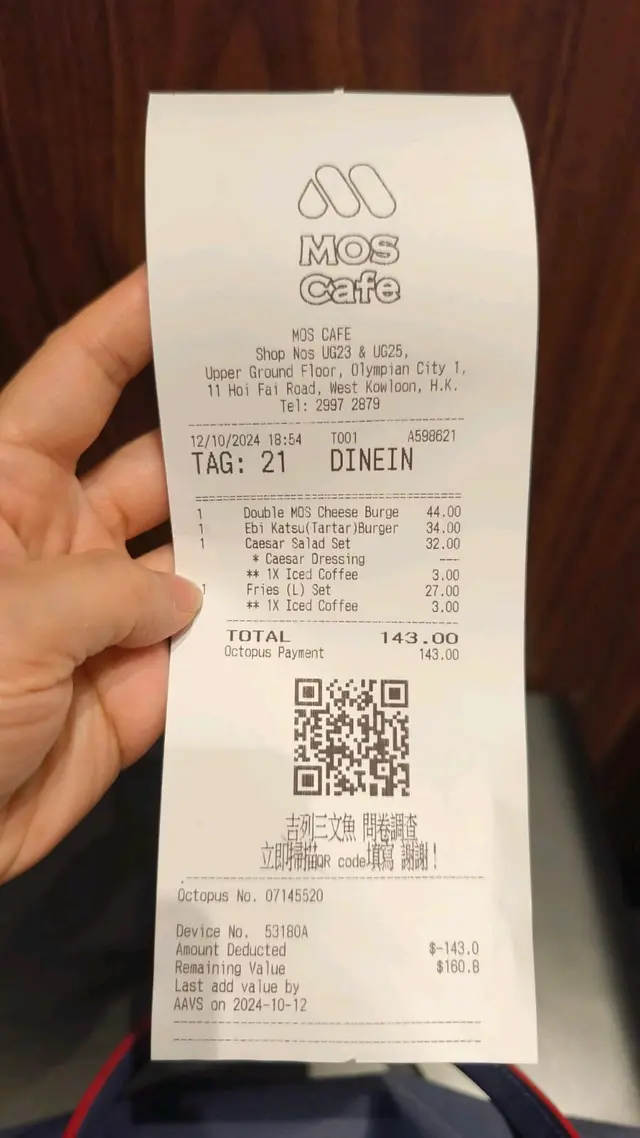 MOS
Cafe
MOS CAFE
Shop Nos UG23 & UG25,
Upper Ground Floor, Olympian City 1,
11 Hoi Fai Road, West Kowloon, H.K.
Tel: 2997 2879
12/10/2024 18:54 T001 A598621
TAG: 21 DINEIN
1 Double MOS Cheese Burge 44.00
1 Ebi Katsu(Tartar)Burger 34.00
1 Caesar Salad Set 32.00
* Caesar Dressing ---
** 1X Iced Coffee 3.00
1 Fries (L) Set 27.00
** 1X Iced Coffee 3.00
TOTAL 143.00
Octopus Payment 143.00
吉列三文魚 問卷調查
立即掃描QR code填寫 謝謝!
Octopus No. 07145520
Device No. 53180A
Amount Deducted $-143.0
Remaining Value $160.8
Last add value by
AAVS on 2024-10-12